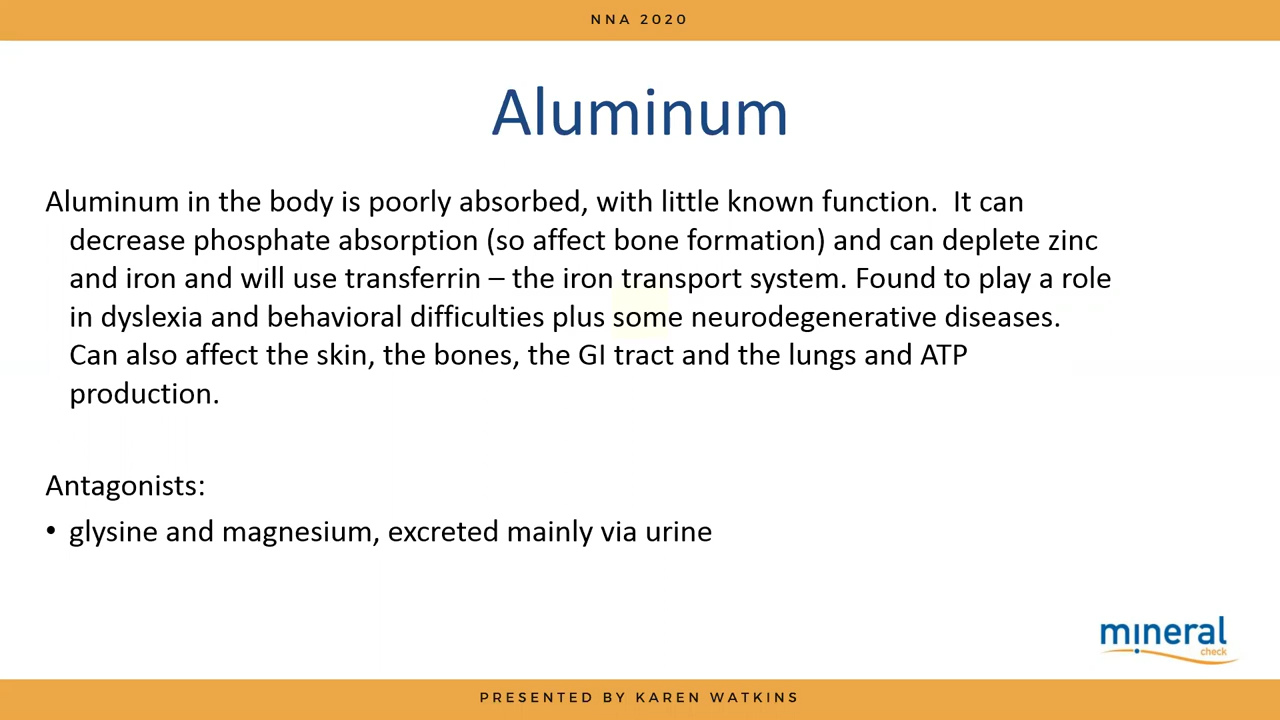 NNA 2020
Aluminum
Aluminum in the body is poorly absorbed, with little known function.  It can
decrease phosphate absorption (so affect bone formation) and can deplete zinc
and iron and will use transferrin – the iron transport system. Found to play a role
in dyslexia and behavioral difficulties plus some neurodegenerative diseases.
Can also affect the skin, the bones, the GI tract and the lungs and ATP
production.
Antagonists:
• glysine and magnesium, excreted mainly via urine
mineral
check
PRESENTED BY KAREN WATKINS